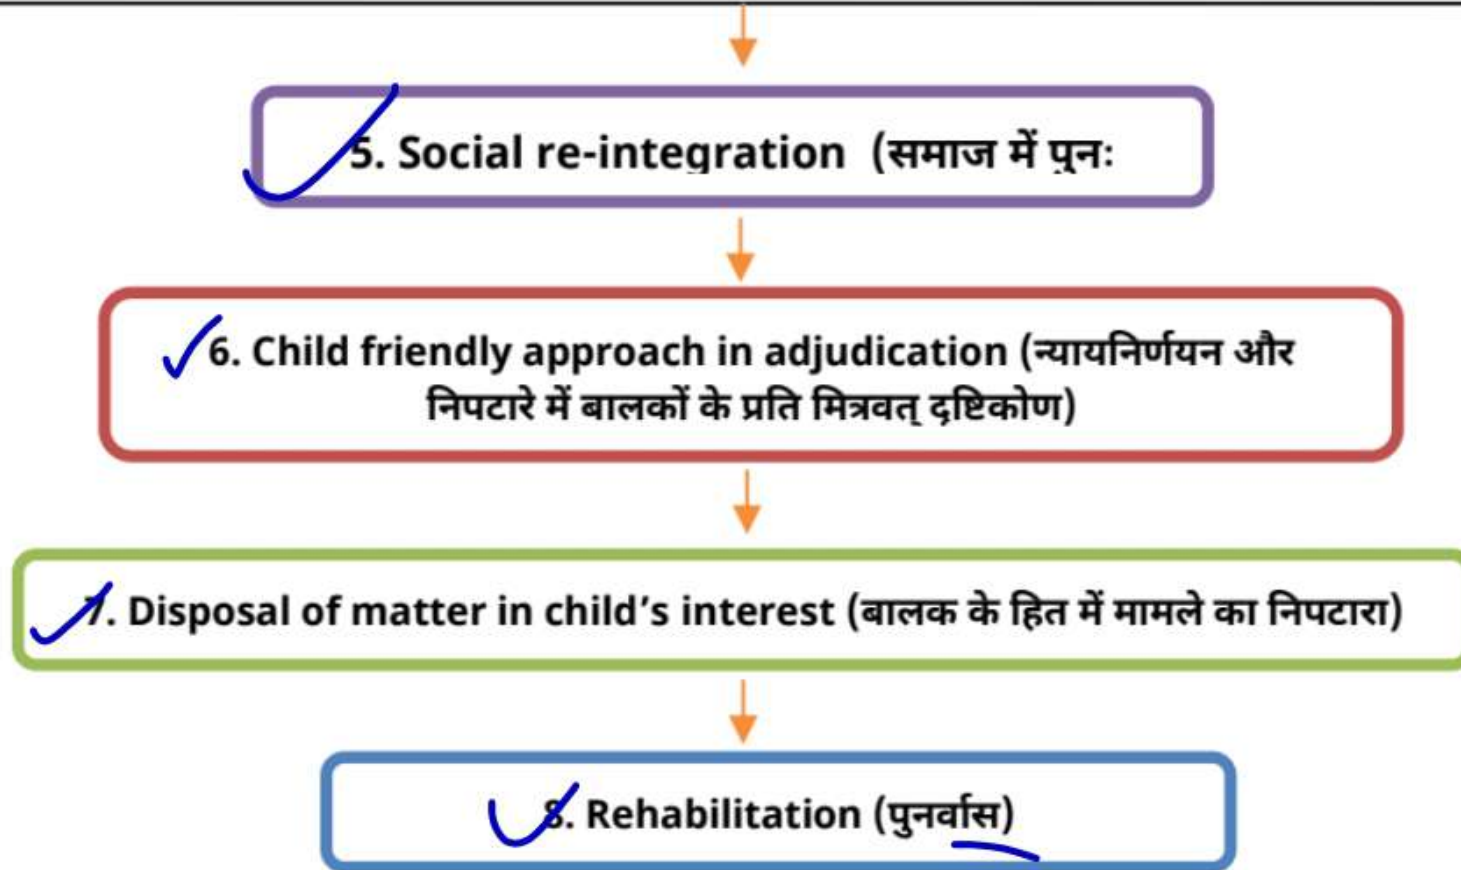 5. Social re-integration (समाज में पुनः
6. Child friendly approach in adjudication (न्यायनिर्णयन और
निपटारे में बालकों के प्रति मित्रवत् दृष्टिकोण)
7. Disposal of matter in child’s interest (बालक के हित में मामले का निपटारा)
8. Rehabilitation (पुनर्वास)